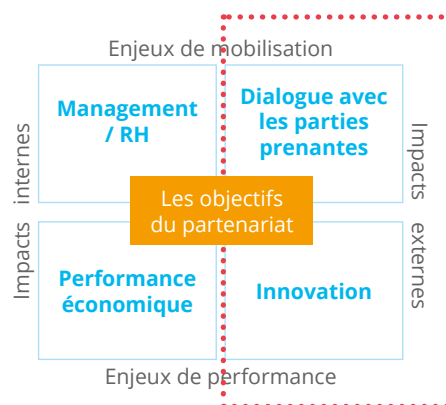 Enjeux de mobilisation
Management
/ RH
Dialogue avec
les parties
prenantes
Impacts internes
Impacts externes
Les objectifs
du partenariat
Performance
économique
Innovation
Enjeux de performance